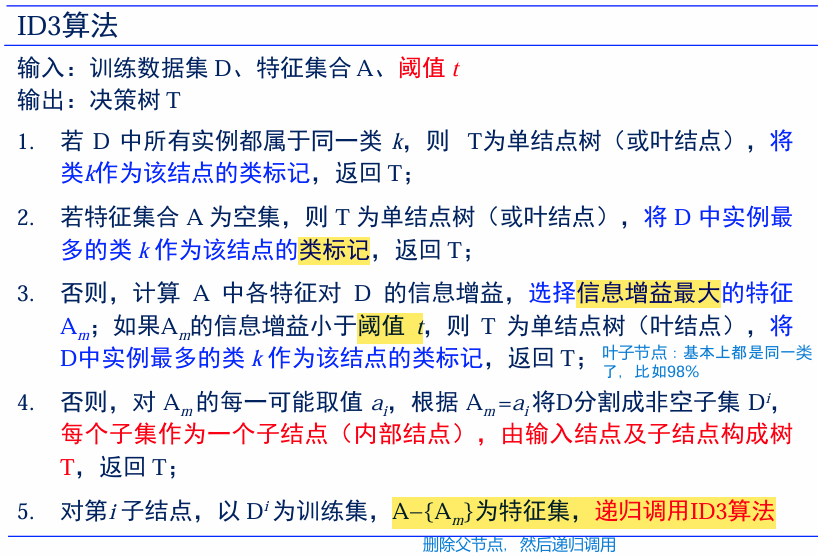 ID3算法
输入：训练数据集 D、特征集合 A、阈值 t
输出：决策树 T
1. 若 D 中所有实例都属于同一类 k，则 T为单结点树（或叶结点），将
类k作为该结点的类标记，返回 T；
2. 若特征集合 A 为空集，则 T 为单结点树（或叶结点），将 D 中实例最
多的类 k 作为该结点的类标记，返回 T；
3. 否则，计算 A 中各特征对 D 的信息增益，选择信息增益最大的特征
Am；如果Am的信息增益小于阈值 t，则 T 为单结点树（叶结点），将
D中实例最多的类 k 作为该结点的类标记，返回 T；
叶子节点：基本上都是同一类
了，比如98%
4. 否则，对 Am 的每一可能取值 ai，根据 Am=ai 将D分割成非空子集 Di，
每个子集作为一个子结点（内部结点），由输入结点及子结点构成树
T，返回 T；
5. 对第i 子结点，以 Di 为训练集，A–{Am}为特征集，递归调用ID3算法
删除父节点，然后递归调用